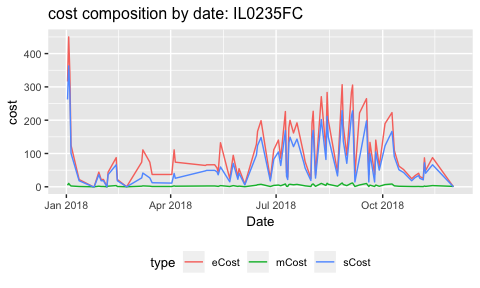 cost composition by date: IL0235FC
400
300
200
100
0
cost
Jan 2018 Apr 2018 Jul 2018 Oct 2018
Date
type eCost mCost sCost